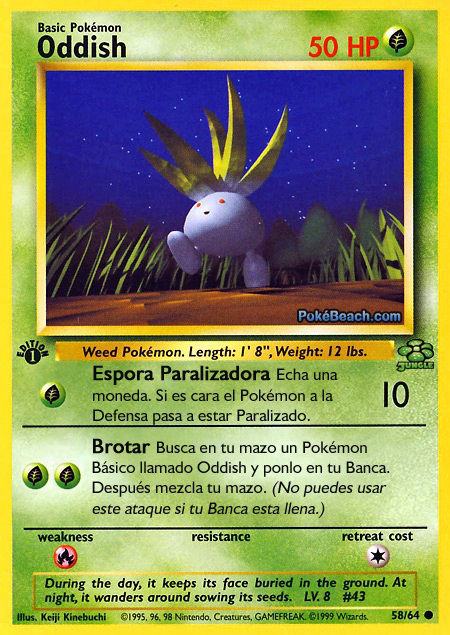 Basic Pokémon
Oddish
50 HP
PokéBeach.com
EDITION
1
Weed Pokémon. Length: 1' 8", Weight: 12 lbs.
JUNGLE
Espora Paralizadora Echa una
moneda. Si es cara el Pokémon a la
Defensa pasa a estar Paralizado.
10
Brotar Busca en tu mazo un Pokémon
Básico llamado Oddish y ponlo en tu Banca.
Después mezcla tu mazo. (No puedes usar
este ataque si tu Banca esta llena.)
weakness
resistance
retreat cost
During the day, it keeps its face buried in the ground. At
night, it wanders around sowing its seeds. LV. 8 #43
Illus. Keiji Kinebuchi
©1995, 96, 98 Nintendo, Creatures, GAMEFREAK. ©1999 Wizards.
58/64